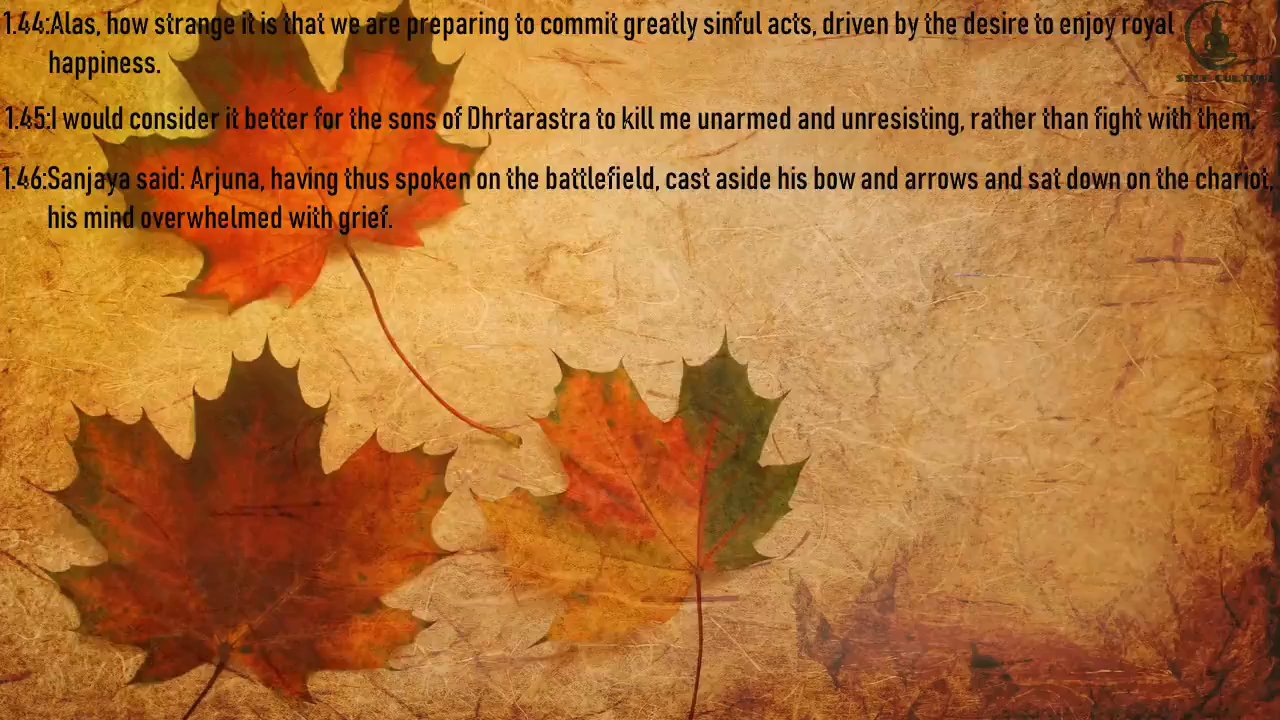 1.44:Alas, how strange it is that we are preparing to commit greatly sinful acts, driven by the desire to enjoy royal
happiness.
1.45:I would consider it better for the sons of Dhrtarastra to kill me unarmed and unresisting, rather than fight with them.
1.46:Sanjaya said: Arjuna, having thus spoken on the battlefield, cast aside his bow and arrows and sat down on the chariot,
his mind overwhelmed with grief.
SELF CULTURE